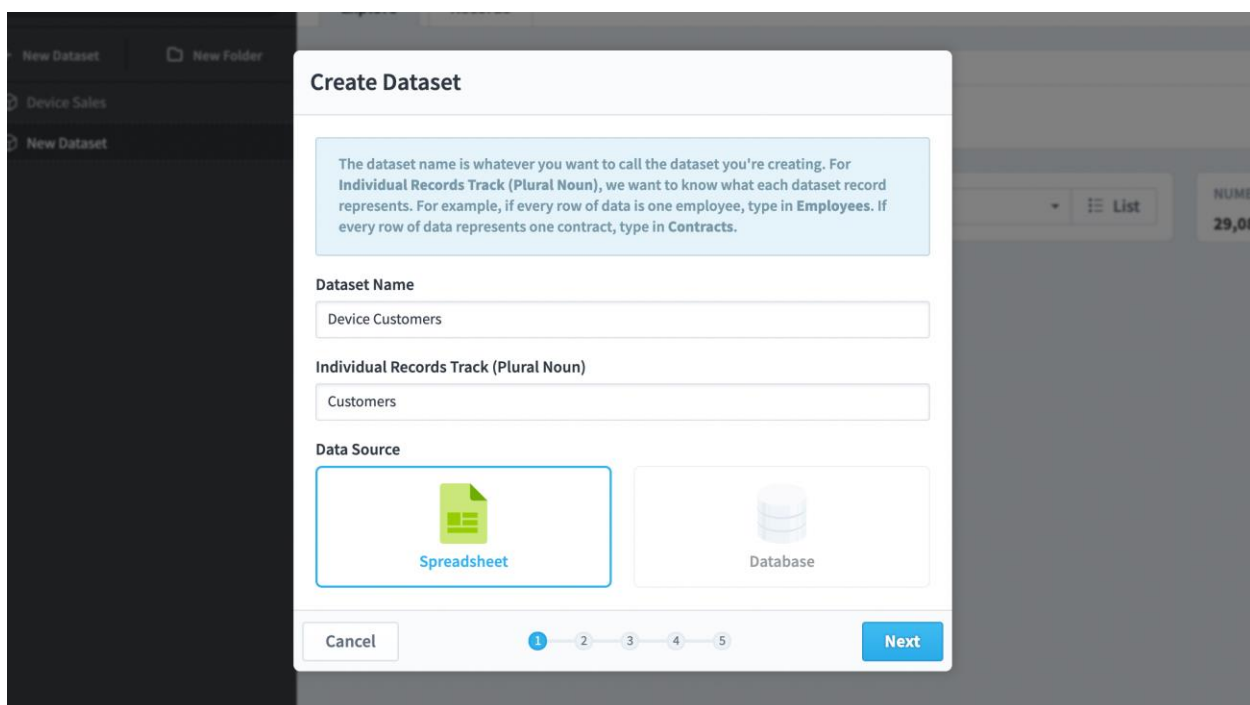 New Dataset
New Folder
Device Sales
New Dataset
Create Dataset
The dataset name is whatever you want to call the dataset you're creating. For
Individual Records Track (Plural Noun), we want to know what each dataset record
represents. For example, if every row of data is one employee, type in Employees. If
every row of data represents one contract, type in Contracts.
Dataset Name
Device Customers
Individual Records Track (Plural Noun)
Customers
Data Source
Spreadsheet
Database
Cancel
1 2 3 4 5
Next
List
NUMB
29,08